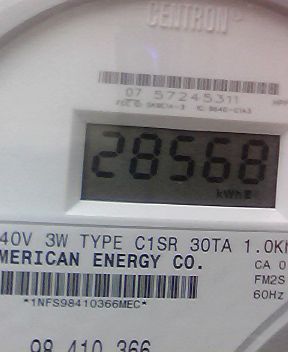 CENTRON
07 57245311
28568
kWh
40V 3W TYPE C1SR 30TA 1.0Kh
MERICAN ENERGY CO.
CA 0
FM2S
60Hz
*1NFS98410366MEC*
98 410 366